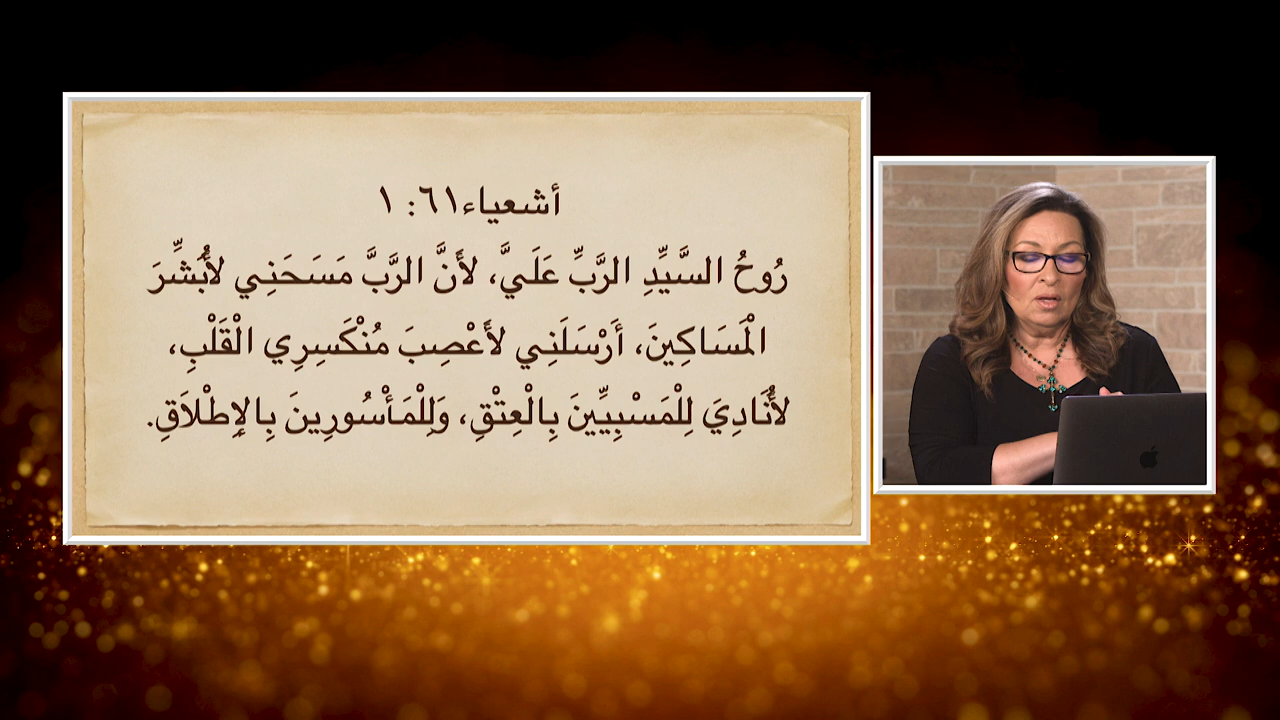 أشعياء٦١: ١
رُوحُ السَّيِّدِ الرَّبِّ عَلَيَّ، لأَنَّ الرَّبَّ مَسَحَنِي لأُبَشِّرَ
الْمَسَاكِينَ، أَرْسَلَنِي لأَعْصِبَ مُنْكَسِرِي الْقَلْبِ،
لأُنَادِيَ لِلْمَسْبِيِّينَ بِالْعِتْقِ، وَلِلْمَأْسُورِينَ بِالإِطْلاَقِ.